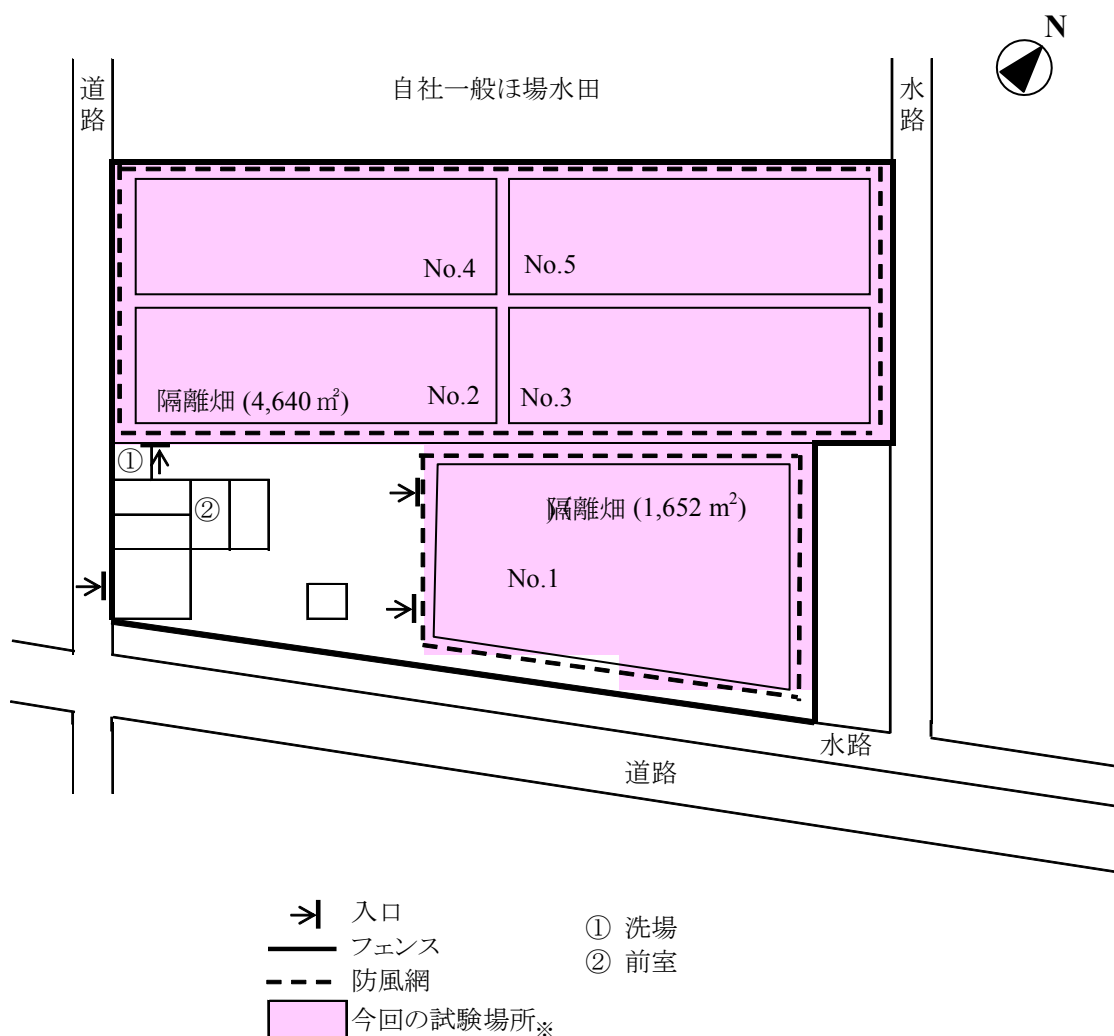 N
道路
自社一般ほ場水田
水路
No.4
No.5
隔離畑 (4,640 ㎡)
No.2
No.3
①
②
隔離畑 (1,652 m²)
No.1
水路
道路
入口
フェンス
防風網
今回の試験場所※
① 洗場
② 前室